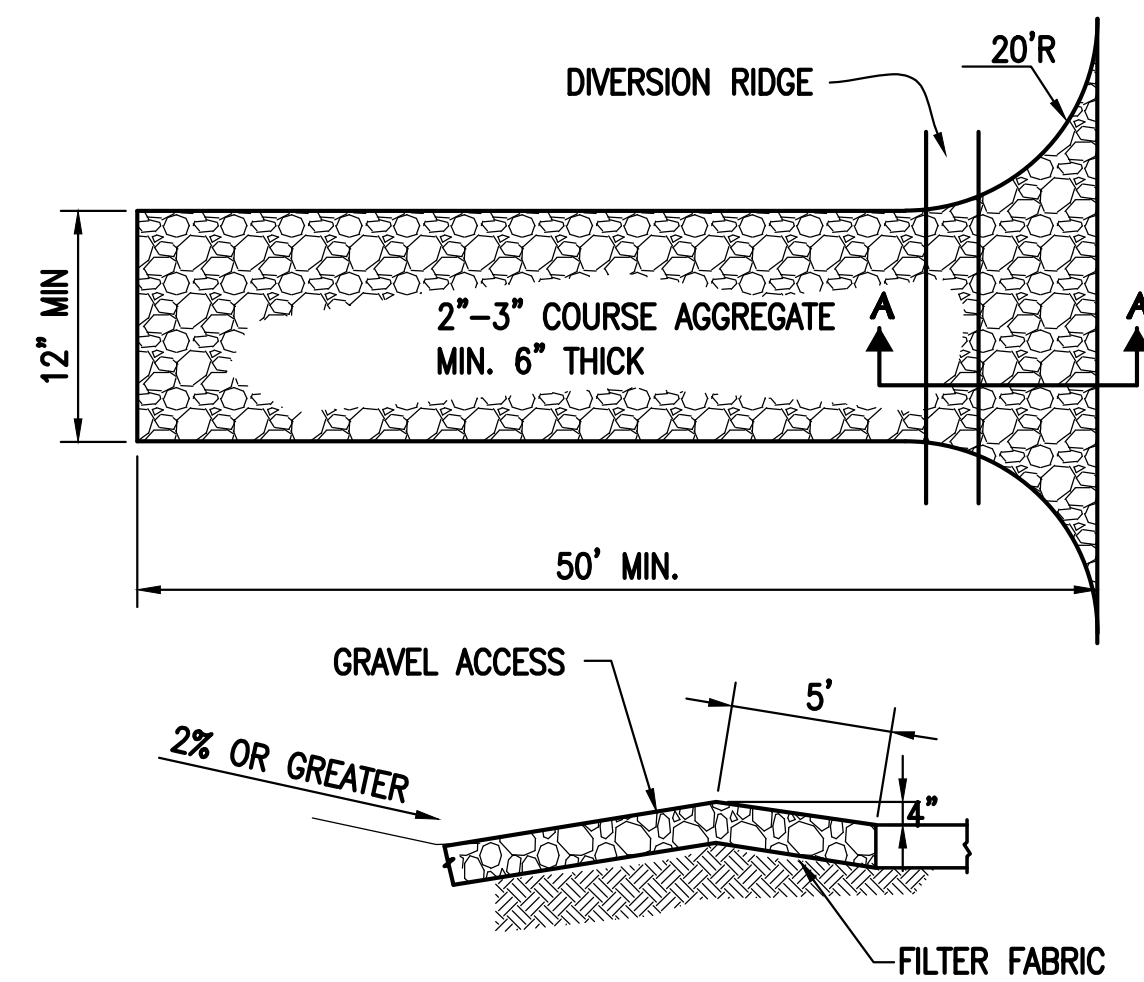 20'R
DIVERSION RIDGE
12" MIN
2"-3" COURSE AGGREGATE
MIN. 6" THICK
A
A
50' MIN.
GRAVEL ACCESS
5'
2% OR GREATER
4"
FILTER FABRIC